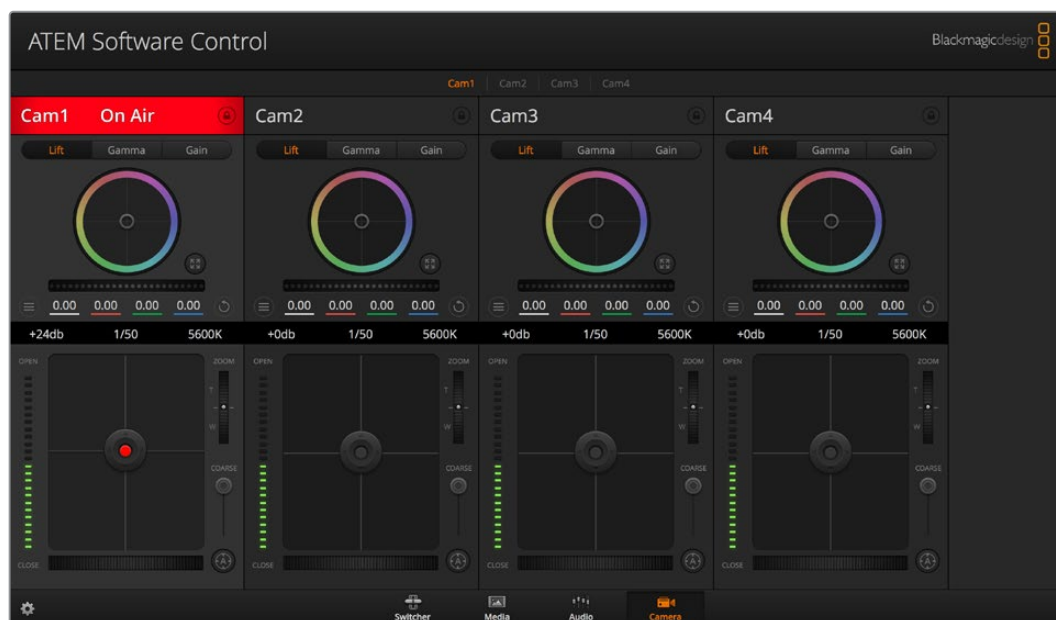 ATEM Software Control
Blackmagicdesign
Cam1 Cam2 Cam3 Cam4
Cam1 On Air
Cam2
Cam3
Cam4
Lift Gamma Gain
Lift Gamma Gain
Lift Gamma Gain
Lift Gamma Gain
0.00 0.00 0.00 0.00
0.00 0.00 0.00 0.00
0.00 0.00 0.00 0.00
0.00 0.00 0.00 0.00
+24db 1/50 5600K
+0db 1/50 5600K
+0db 1/50 5600K
+0db 1/50 5600K
OPEN ZOOM
OPEN ZOOM
OPEN ZOOM
OPEN ZOOM
T
T
T
T
W
W
W
W
COARSE
COARSE
COARSE
COARSE
CLOSE A
CLOSE A
CLOSE A
CLOSE A
Switcher Media Audio Camera